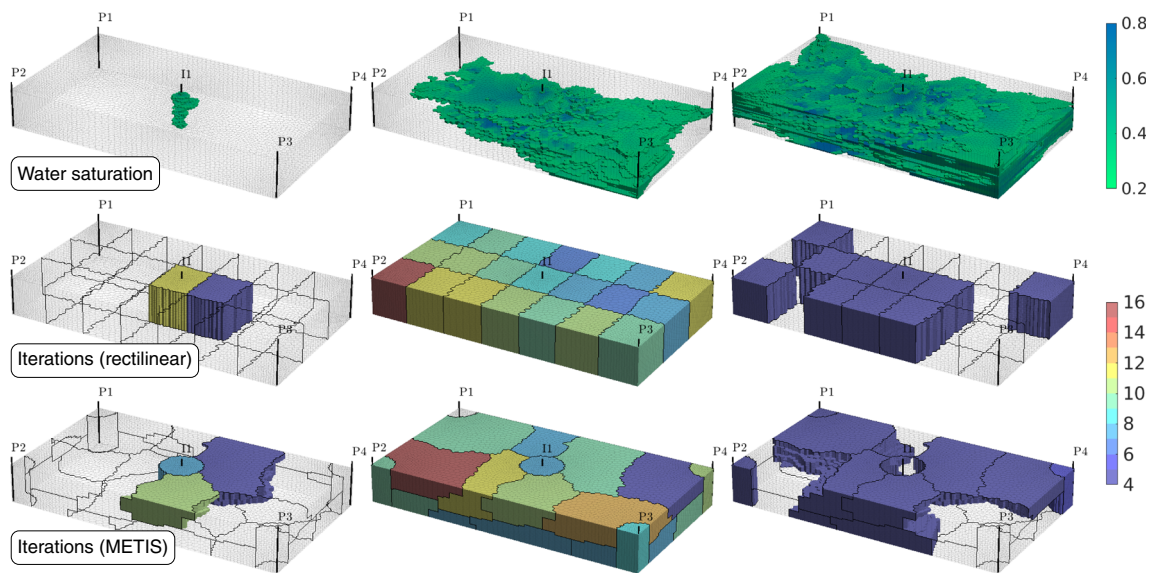 P1
P2
I1
P4
P3
Water saturation
P1
I1
P2
P4
P3
P1
I1
P2
P4
P3
0.8
0.6
0.4
0.2
P1
P2
I1
P4
P3
Iterations (rectilinear)
P1
P2
I1
P4
P3
P1
P2
I1
P4
P3
16
14
12
10
8
6
4
P1
P2
I1
P4
P3
Iterations (METIS)
P1
P2
I1
P4
P3
P1
P2
I1
P4
P3